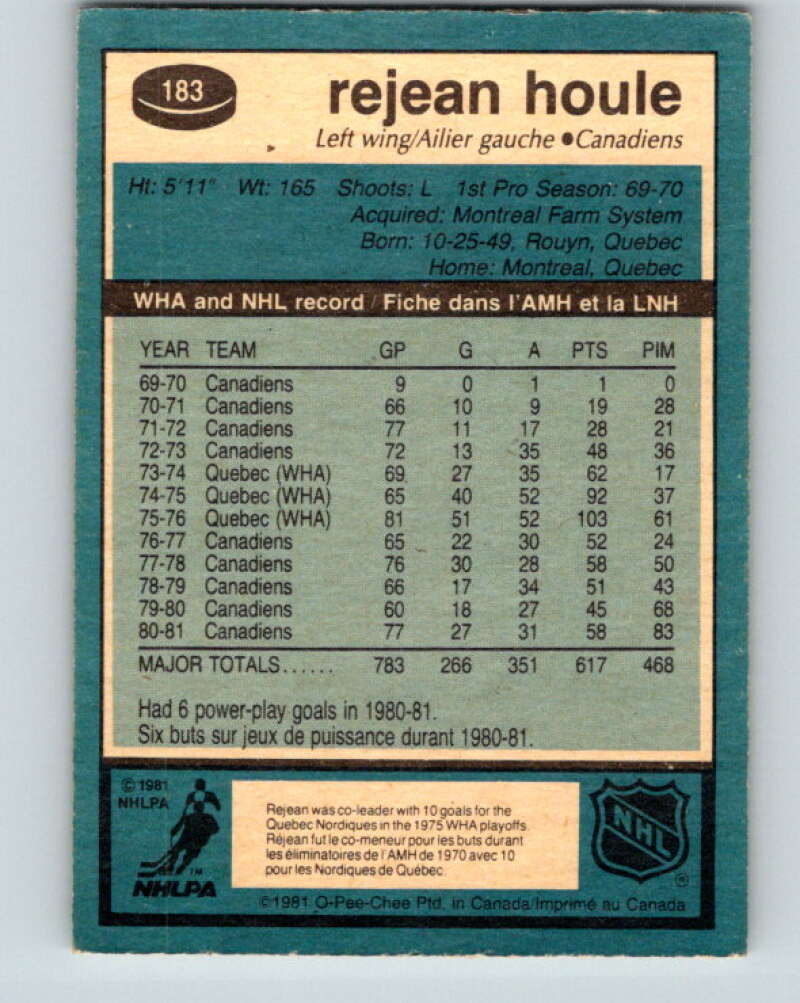 183
rejean houle
Left wing/Ailier gauche ●Canadiens
Ht: 5'11" Wt: 165 Shoots: L 1st Pro Season: 69-70
Acquired: Montreal Farm System
Born: 10-25-49, Rouyn, Quebec
Home: Montreal, Quebec
WHA and NHL record / Fiche dans l'AMH et la LNH
YEAR TEAM GP G A PTS PIM
69-70 Canadiens 9 0 1 1 0
70-71 Canadiens 66 10 9 19 28
71-72 Canadiens 77 11 17 28 21
72-73 Canadiens 72 13 35 48 36
73-74 Quebec (WHA) 69 27 35 62 17
74-75 Quebec (WHA) 65 40 52 92 37
75-76 Quebec (WHA) 81 51 52 103 61
76-77 Canadiens 65 22 30 52 24
77-78 Canadiens 76 30 28 58 50
78-79 Canadiens 66 17 34 51 43
79-80 Canadiens 60 18 27 45 68
80-81 Canadiens 77 27 31 58 83
MAJOR TOTALS...... 783 266 351 617 468
Had 6 power-play goals in 1980-81.
Six buts sur jeux de puissance durant 1980-81.
© 1981
NHLPA
TM
NHLPA
Rejean was co-leader with 10 goals for the
Quebec Nordiques in the 1975 WHA playoffs.
Réjean fut le co-meneur pour les buts durant
les éliminatoires de l'AMH de 1970 avec 10
pour les Nordiques de Québec.
NHL
®
©1981 O-Pee-Chee Ptd. in Canada/Imprimé au Canada